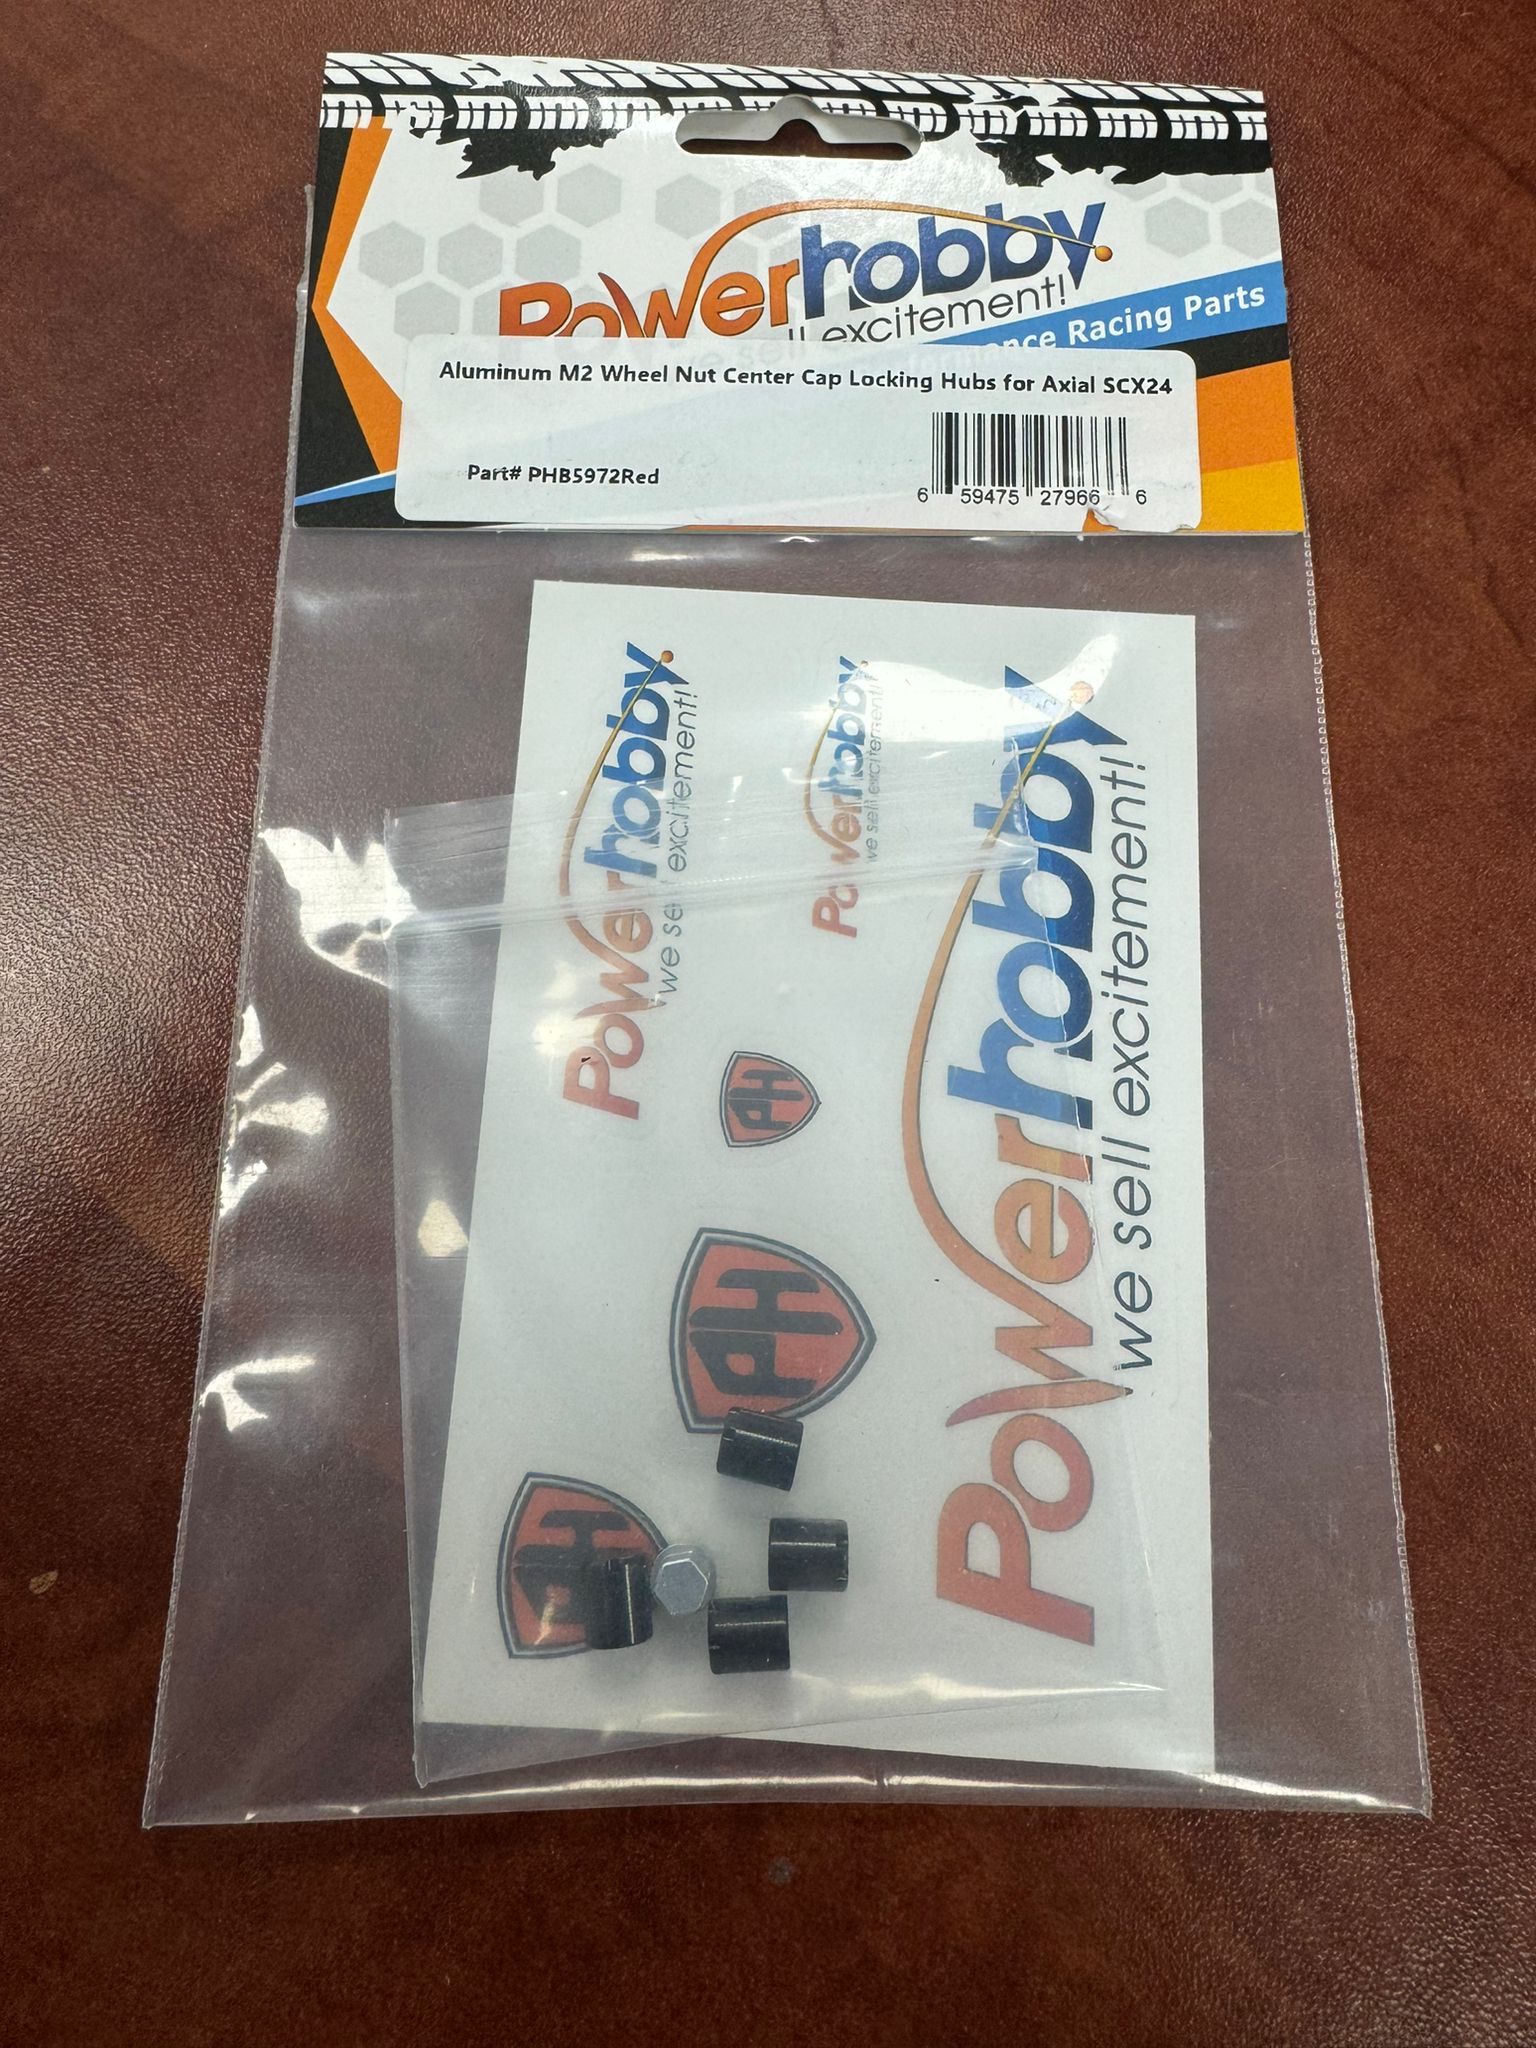 Powerhobby
we sell excitement!
Racing Parts
Aluminum M2 Wheel Nut Center Cap Locking Hubs for Axial SCX24
Part# PHB5972Red
6 59475 27966 6
Powerhobby
we sell excitement!
Powerhobby
we sell excitement!
Powerhobby
we sell excitement!
PH
PH
PH